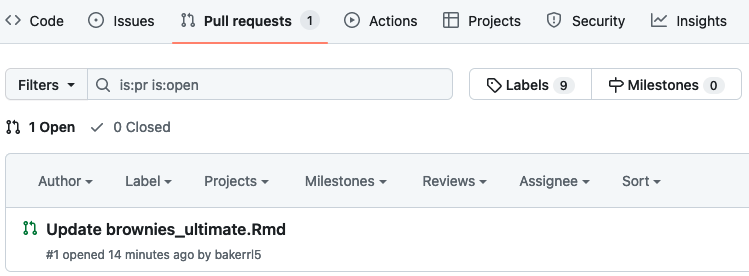 Code Issues Pull requests 1 Actions Projects Security Insights
Filters is:pr is:open Labels 9 Milestones 0
1 Open 0 Closed
Author Label Projects Milestones Reviews Assignee Sort
Update brownies_ultimate.Rmd
#1 opened 14 minutes ago by bakerrl5